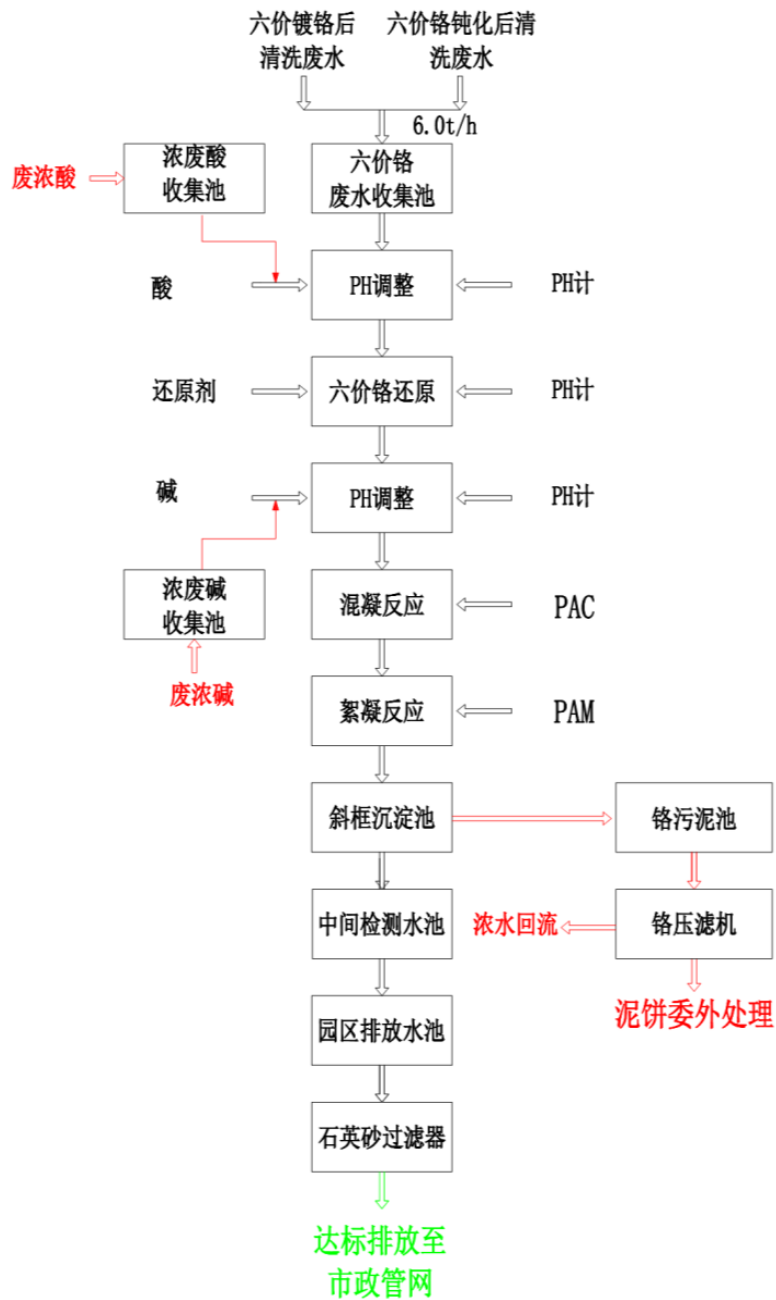 六价镀铬后
清洗废水
六价铬钝化后清
洗废水
6.0t/h
废浓酸
浓废酸
收集池
六价铬
废水收集池
酸
PH调整
PH计
还原剂
六价铬还原
PH计
碱
PH调整
PH计
浓废碱
收集池
废浓碱
混凝反应
PAC
絮凝反应
PAM
斜框沉淀池
铬污泥池
中间检测水池
浓水回流
铬压滤机
泥饼委外处理
园区排放水池
石英砂过滤器
达标排放至
市政管网